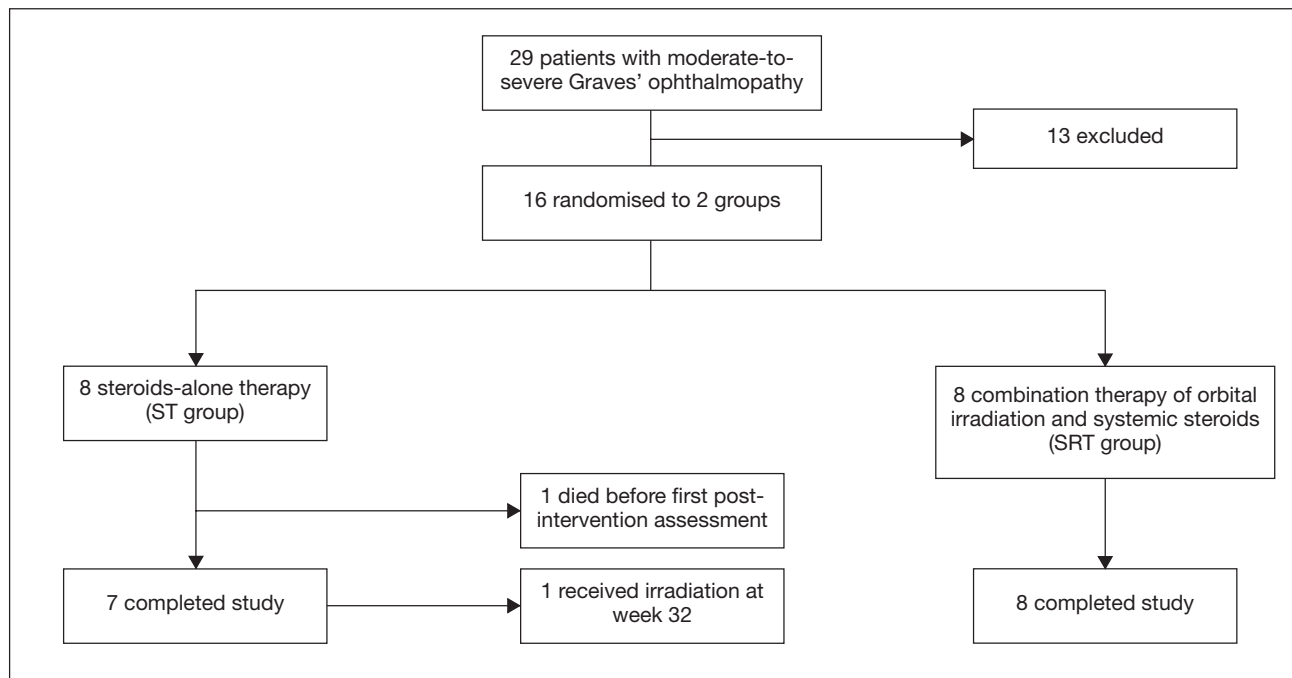 29 patients with moderate-to-
severe Graves' ophthalmopathy
13 excluded
16 randomised to 2 groups
8 steroids-alone therapy
(ST group)
8 combination therapy of orbital
irradiation and systemic steroids
(SRT group)
1 died before first post-
intervention assessment
7 completed study
1 received irradiation at
week 32
8 completed study